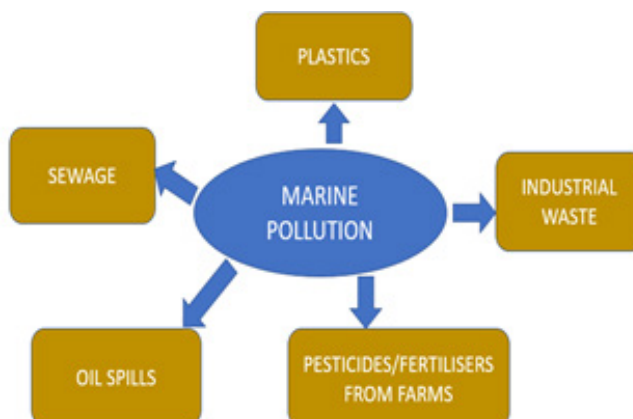 PLASTICS
SEWAGE
MARINE
POLLUTION
INDUSTRIAL
WASTE
OIL SPILLS
PESTICIDES/FERTILISERS
FROM FARMS